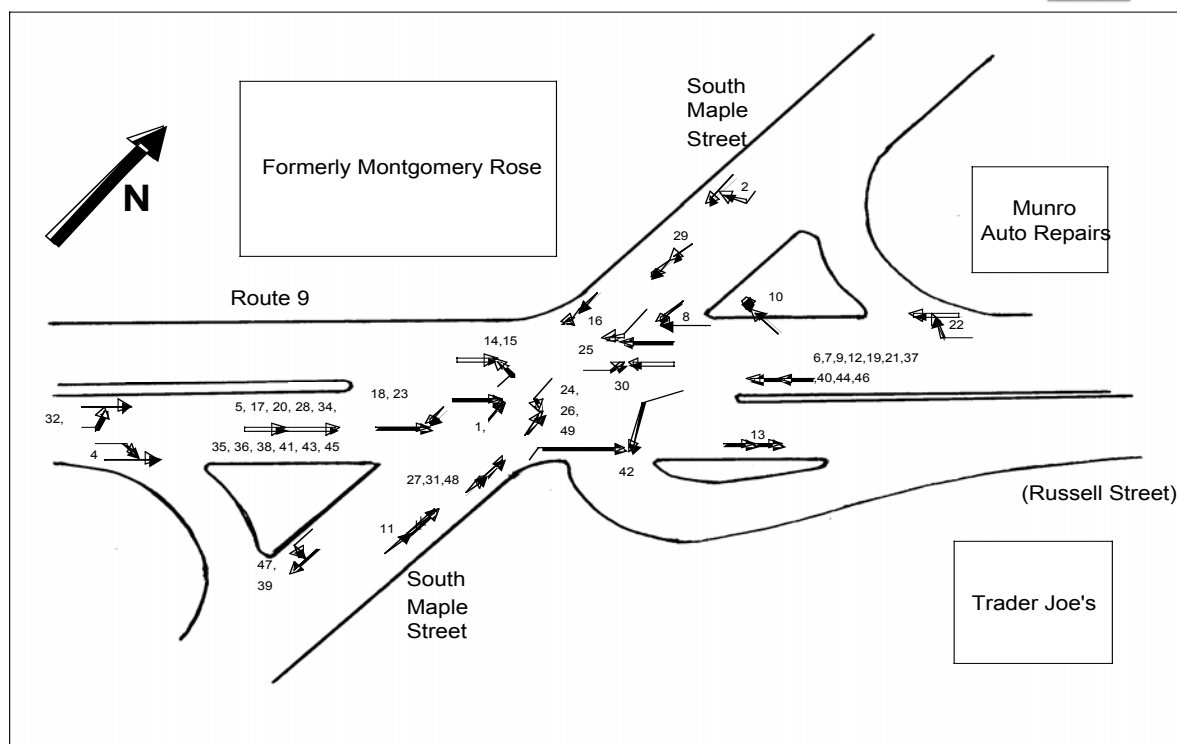 South
Maple
Street
Formerly Montgomery Rose
N
2
Munro
Auto Repairs
29
Route 9
10
16
8
22
14,15
25
6,7,9,12,19,21,37
,40,44,46
30
18, 23
24,
26,
49
5, 17, 20, 28, 34,
35, 36, 38, 41, 43, 45
32,
1,
4
13
42
27,31,48
(Russell Street)
11
47,
39
South
Maple
Street
Trader Joe's